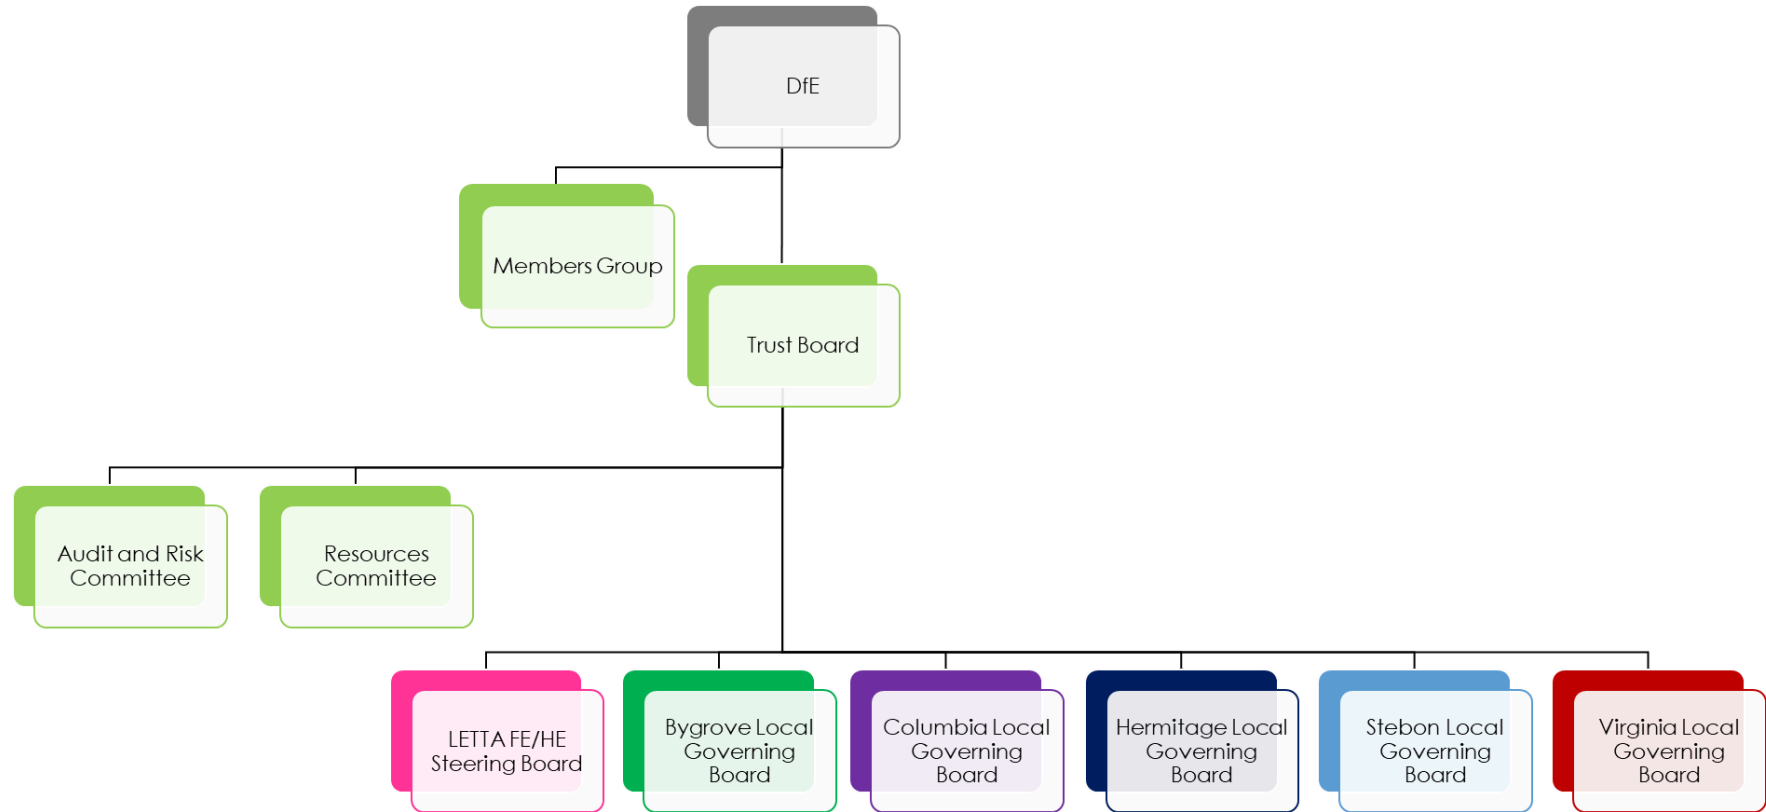 DfE
Members Group
Trust Board
Audit and Risk
Committee
Resources
Committee
LETTA FE/HE
Steering Board
Bygrove Local
Governing
Board
Columbia Local
Governing
Board
Hermitage Local
Governing
Board
Stebon Local
Governing
Board
Virginia Local
Governing
Board